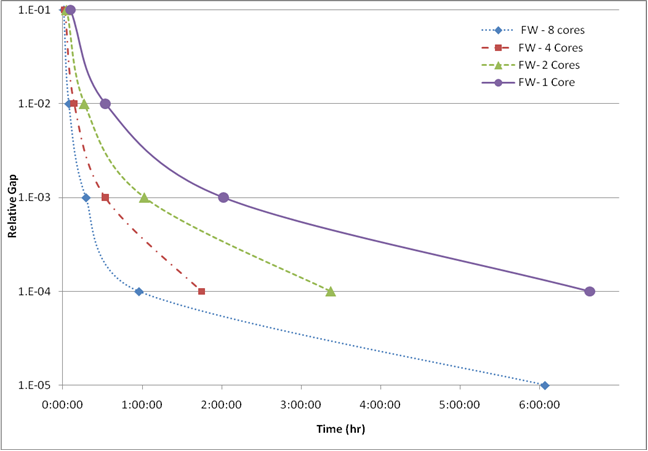 1.E-01
1.E-02
1.E-03
1.E-04
1.E-05
Relative Gap
0:00:00 1:00:00 2:00:00 3:00:00 4:00:00 5:00:00 6:00:00
Time (hr)
FW - 8 cores
FW - 4 Cores
FW- 2 Cores
FW- 1 Core